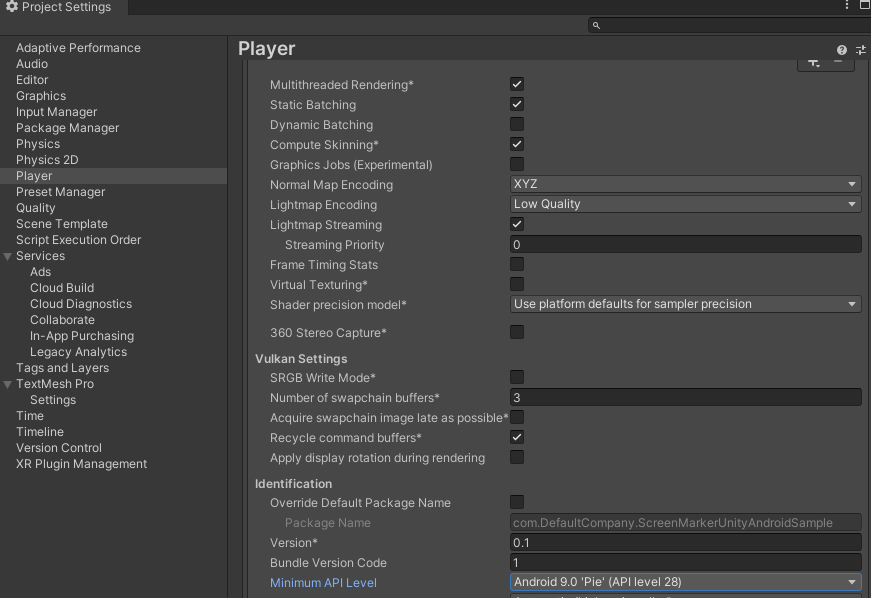 Project Settings
Player
Adaptive Performance
Audio
Editor
Graphics
Input Manager
Package Manager
Physics
Physics 2D
Player
Preset Manager
Quality
Scene Template
Script Execution Order
Services
Ads
Cloud Build
Cloud Diagnostics
Collaborate
In-App Purchasing
Legacy Analytics
Tags and Layers
TextMesh Pro
Settings
Time
Timeline
Version Control
XR Plugin Management
Multithreaded Rendering*
Static Batching
Dynamic Batching
Compute Skinning*
Graphics Jobs (Experimental)
Normal Map Encoding XYZ
Lightmap Encoding Low Quality
Lightmap Streaming
Streaming Priority 0
Frame Timing Stats
Virtual Texturing*
Shader precision model* Use platform defaults for sampler precision
360 Stereo Capture*
Vulkan Settings
SRGB Write Mode*
Number of swapchain buffers* 3
Acquire swapchain image late as possible*
Recycle command buffers*
Apply display rotation during rendering
Identification
Override Default Package Name
Package Name com.DefaultCompany.ScreenMarkerUnityAndroidSample
Version* 0.1
Bundle Version Code 1
Minimum API Level Android 9.0 'Pie' (API level 28)